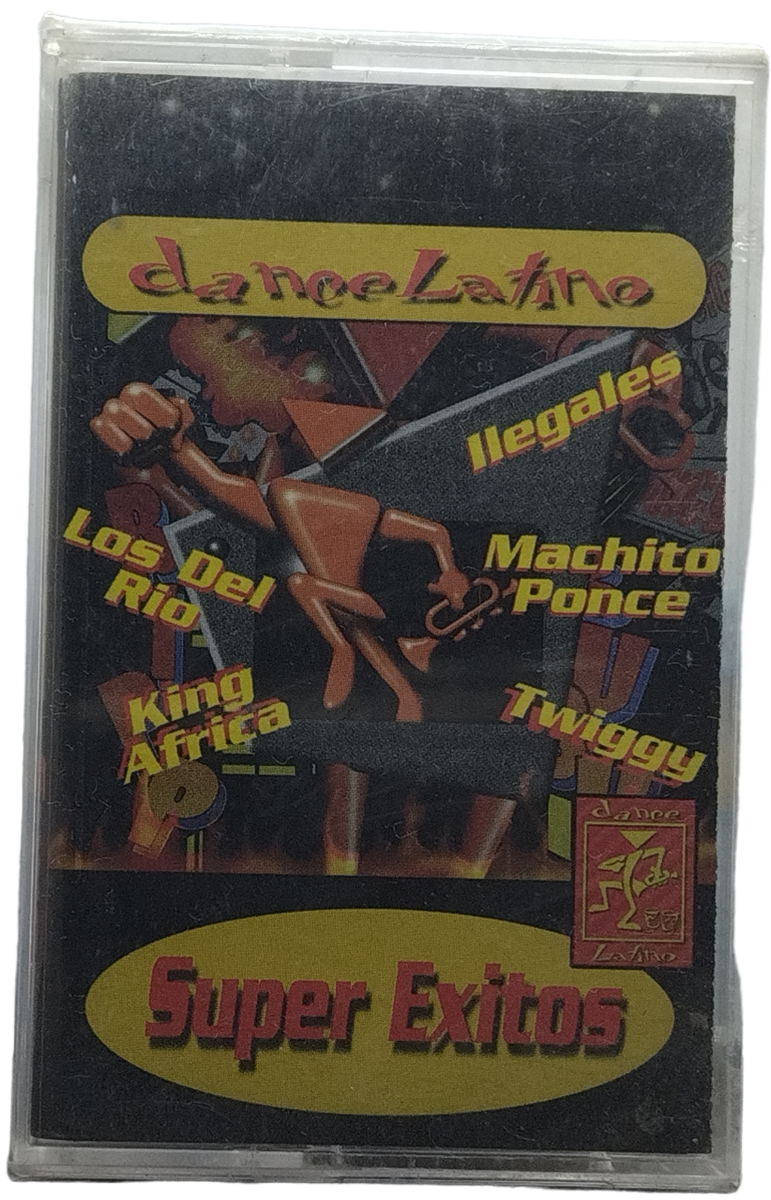 danceLatino
Ilegales
Los Del
Rio
Machito
Ponce
King
Africa
Twiggy
dance
Latino
Super Exitos